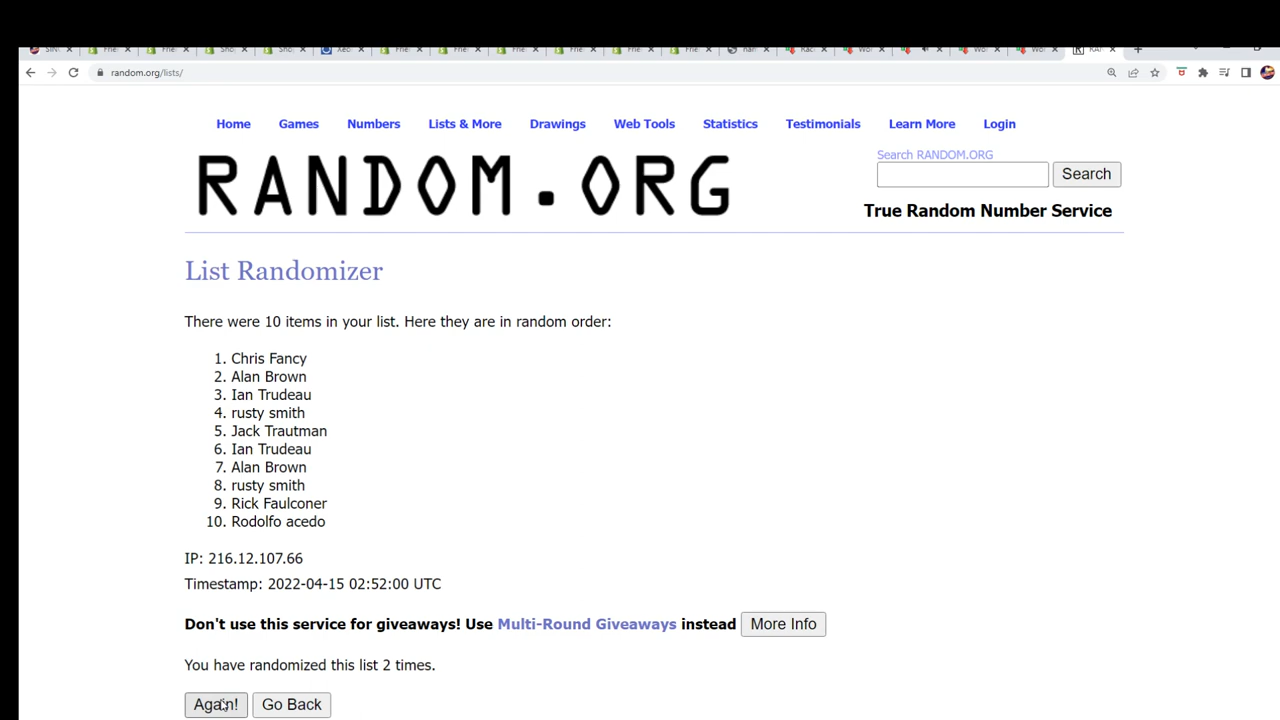 random.org/lists/
Home Games Numbers Lists & More Drawings Web Tools Statistics Testimonials Learn More Login
RANDOM.ORG
Search RANDOM.ORG
Search
True Random Number Service
List Randomizer
There were 10 items in your list. Here they are in random order:
1. Chris Fancy
2. Alan Brown
3. Ian Trudeau
4. rusty smith
5. Jack Trautman
6. Ian Trudeau
7. Alan Brown
8. rusty smith
9. Rick Faulconer
10. Rodolfo acedo
IP: 216.12.107.66
Timestamp: 2022-04-15 02:52:00 UTC
Don't use this service for giveaways! Use Multi-Round Giveaways instead More Info
You have randomized this list 2 times.
Again! Go Back